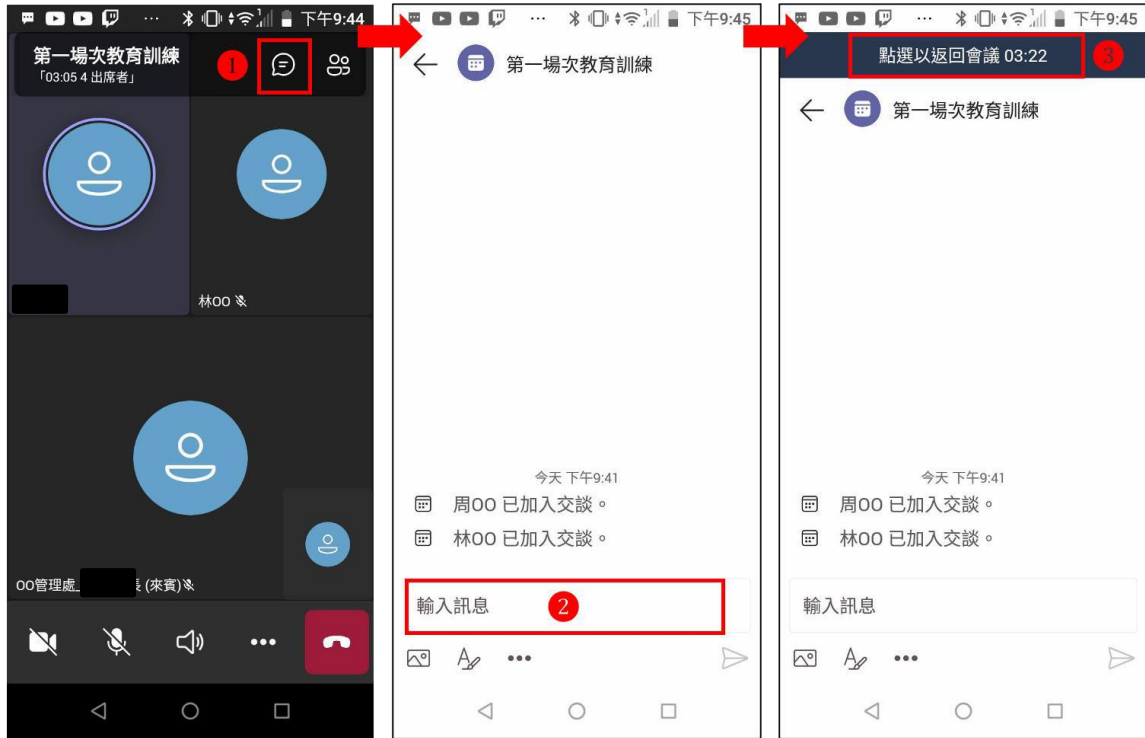 下午9:44
第一場次教育訓練
「03:05 4 出席者」
1
林OO
OO管理處_
長 (來賓)
下午9:45
第一場次教育訓練
今天 下午9:41
周OO 已加入交談。
林OO 已加入交談。
輸入訊息
2
下午9:45
點選以返回會議 03:22
3
第一場次教育訓練
今天 下午9:41
周OO 已加入交談。
林OO 已加入交談。
輸入訊息